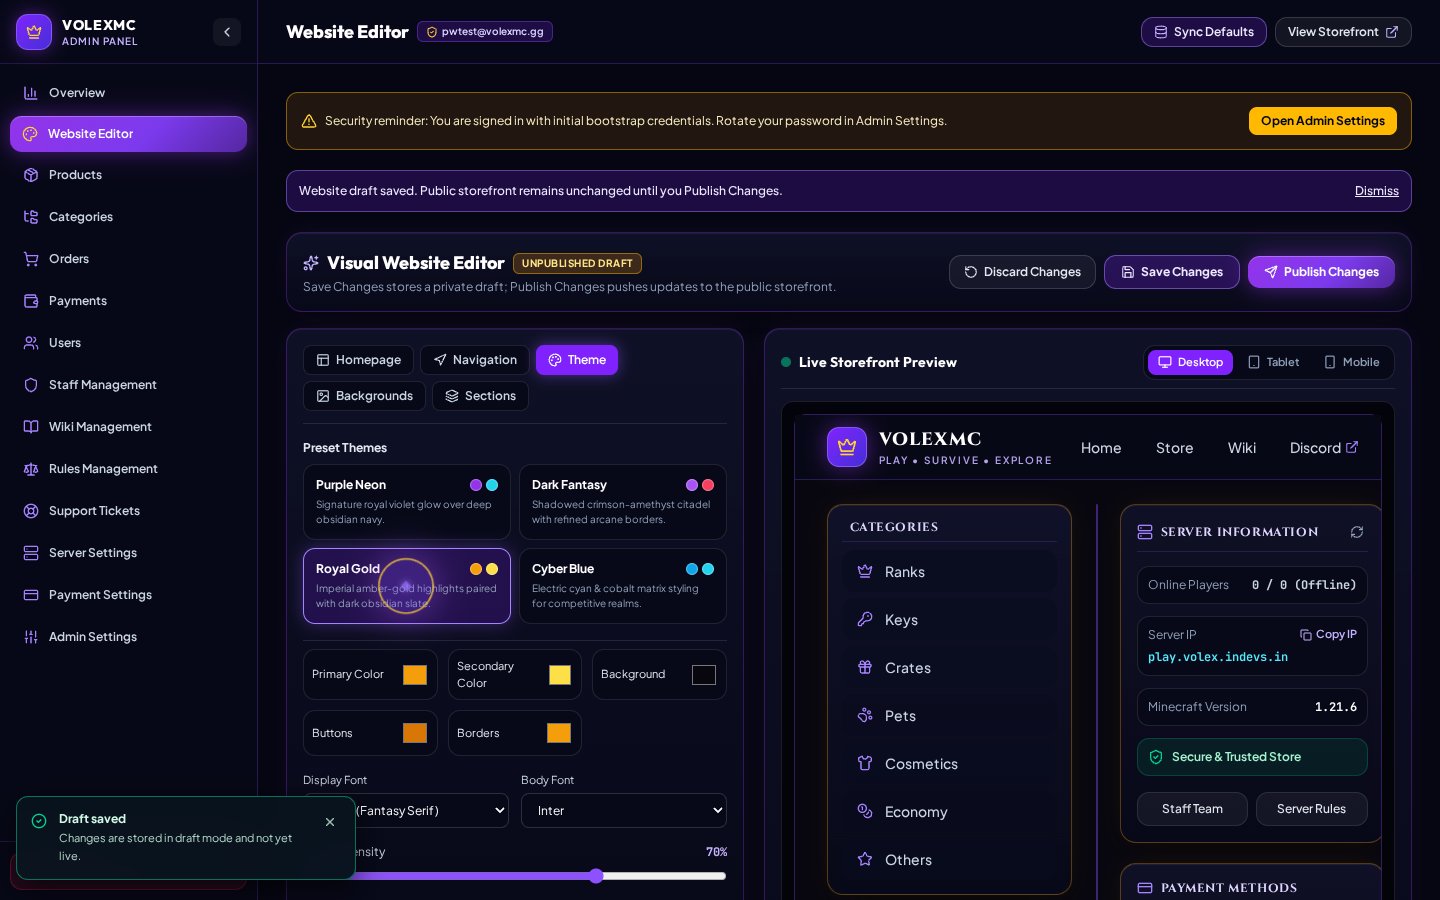 VOLEXMC
ADMIN PANEL
Website Editor
pwtest@volexmc.gg
Sync Defaults
View Storefront
Overview
Website Editor
Products
Categories
Orders
Payments
Users
Staff Management
Wiki Management
Rules Management
Support Tickets
Server Settings
Payment Settings
Admin Settings
Security reminder: You are signed in with initial bootstrap credentials. Rotate your password in Admin Settings.
Open Admin Settings
Website draft saved. Public storefront remains unchanged until you Publish Changes.
Dismiss
Visual Website Editor
UNPUBLISHED DRAFT
Save Changes stores a private draft; Publish Changes pushes updates to the public storefront.
Discard Changes
Save Changes
Publish Changes
Homepage
Navigation
Theme
Backgrounds
Sections
Preset Themes
Purple Neon
Signature royal violet glow over deep
obsidian navy.
Dark Fantasy
Shadowed crimson-amethyst citadel
with refined arcane borders.
Royal Gold
Imperial amber-gold highlights paired
with dark obsidian slate.
Cyber Blue
Electric cyan & cobalt matrix styling
for competitive realms.
Primary Color
Secondary
Color
Background
Buttons
Borders
Display Font
Body Font
(Fantasy Serif)
Inter
70%
Draft saved
Changes are stored in draft mode and not yet
live.
Live Storefront Preview
Desktop
Tablet
Mobile
VOLEXMC
PLAY • SURVIVE • EXPLORE
Home
Store
Wiki
Discord
CATEGORIES
Ranks
Keys
Crates
Pets
Cosmetics
Economy
Others
SERVER INFORMATION
Online Players
0 / 0 (Offline)
Server IP
Copy IP
play.volex.indevs.in
Minecraft Version
1.21.6
Secure & Trusted Store
Staff Team
Server Rules
PAYMENT METHODS